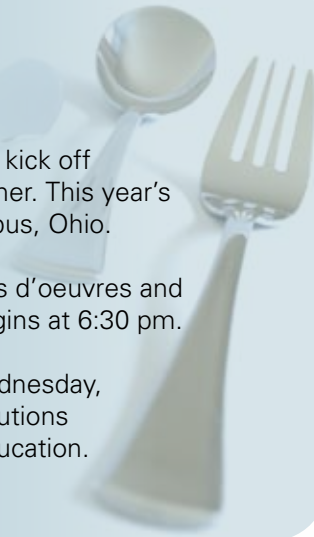 kick off
ner. This year's
bus, Ohio.
s d'oeuvres and
gins at 6:30 pm.
dnesday,
utions
ucation.